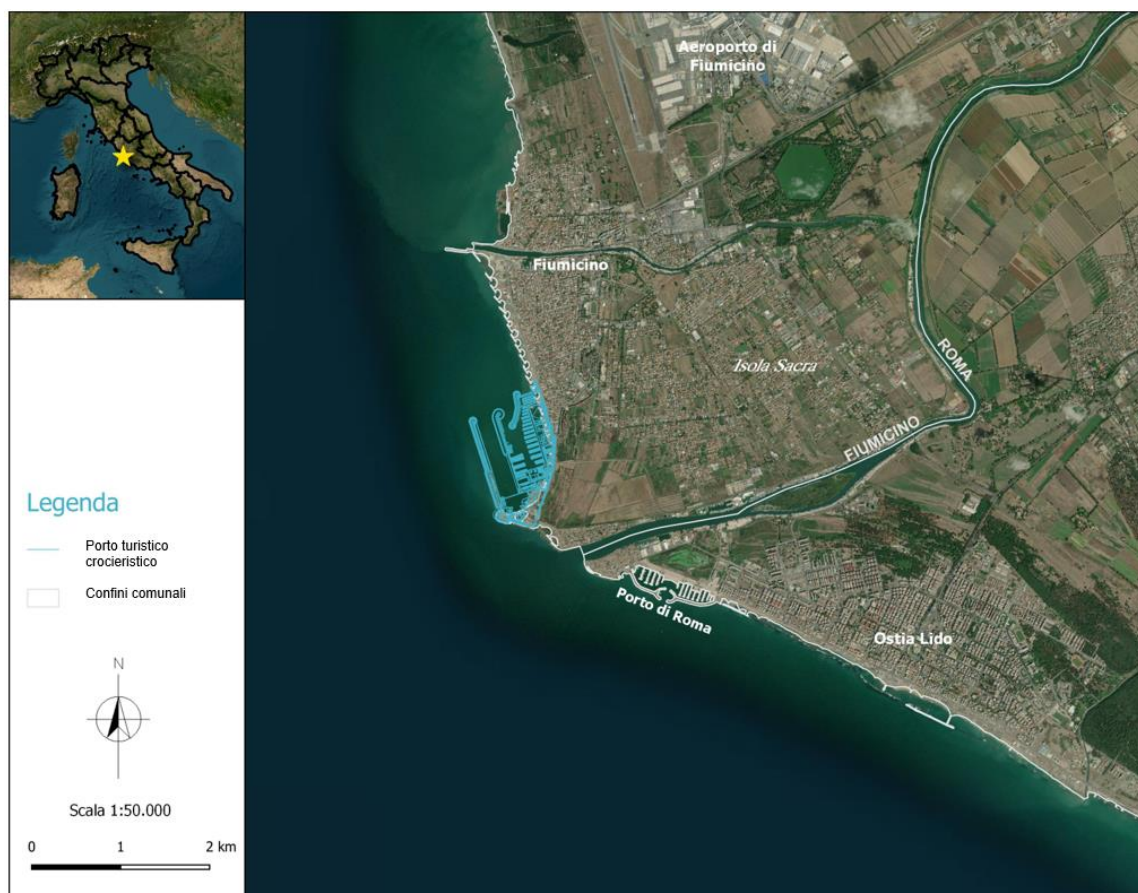 Aeroporto di
Fiumicino
Fiumicino
Isola Sacra
ROMA
FIUMICINO
Porto di Roma
Ostia Lido
Legenda
Porto turistico
crocieristico
Confini comunali
N
Scala 1:50.000
0 1 2 km